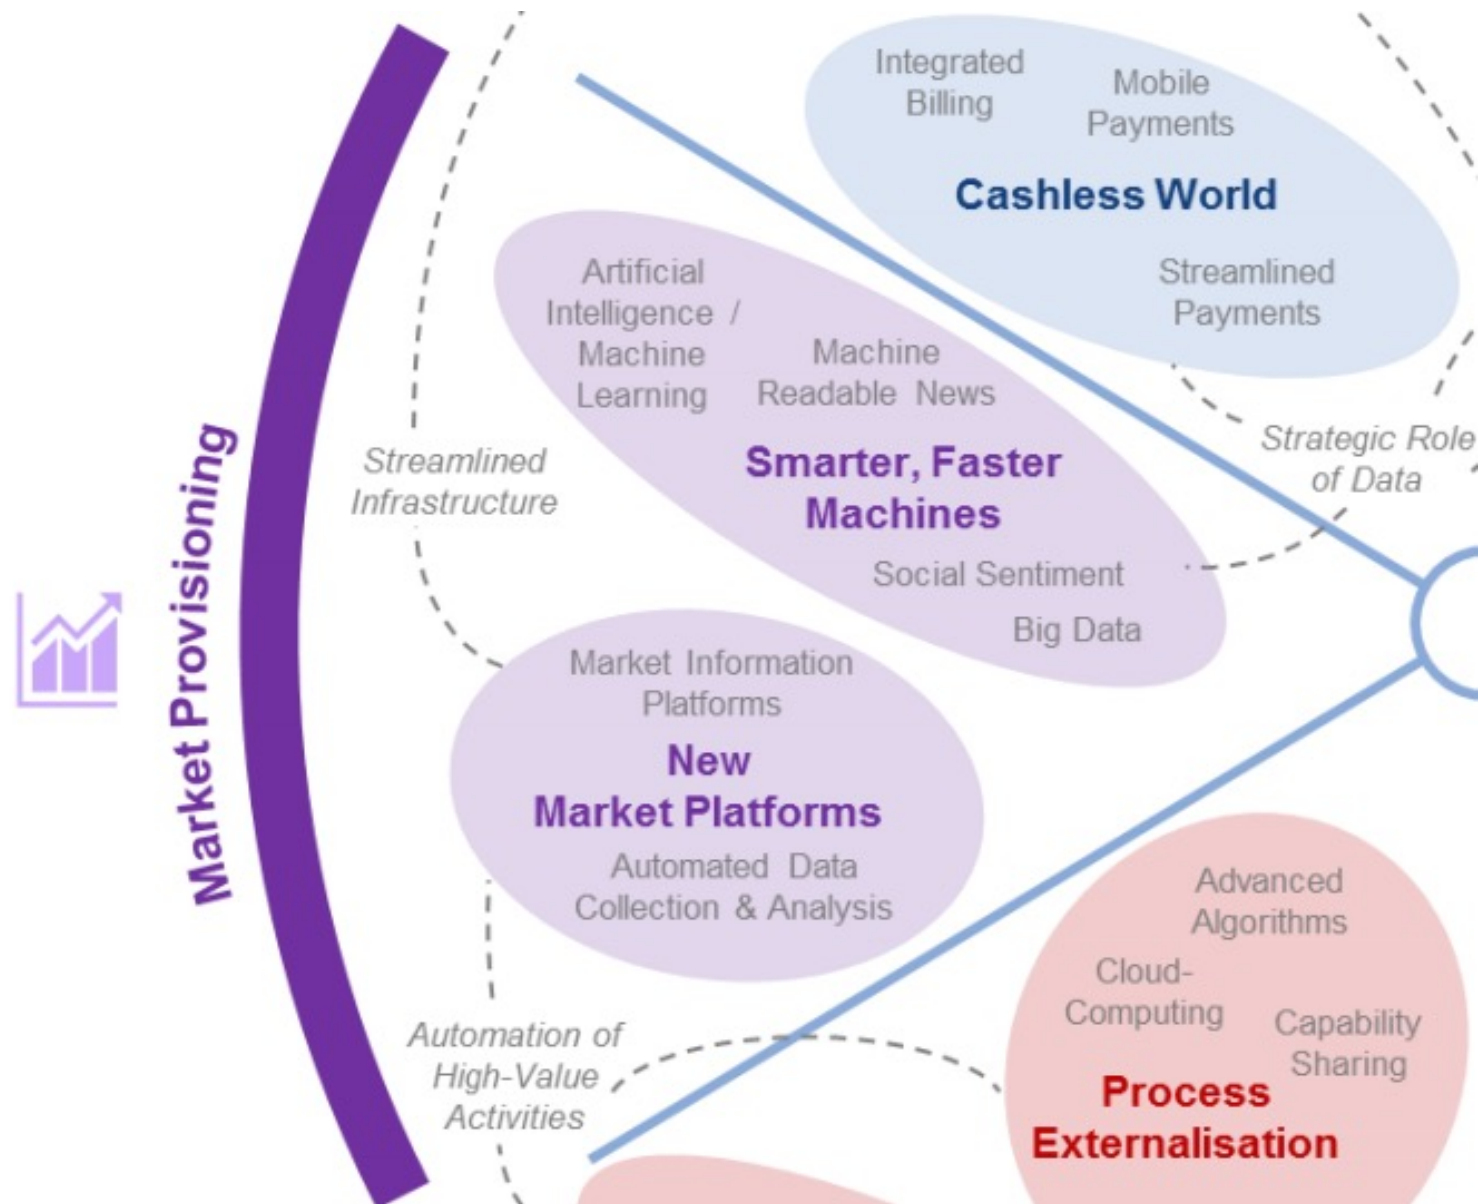 Integrated
Billing
Mobile
Payments
Cashless World
Streamlined
Payments
Artificial
Intelligence /
Machine
Learning
Machine
Readable News
Smarter, Faster
Machines
Social Sentiment
Big Data
Strategic Role
of Data
Streamlined
Infrastructure
Market Provisioning
Market Information
Platforms
New
Market Platforms
Automated Data
Collection & Analysis
Automation of
High-Value
Activities
Advanced
Algorithms
Cloud-
Computing
Capability
Sharing
Process
Externalisation